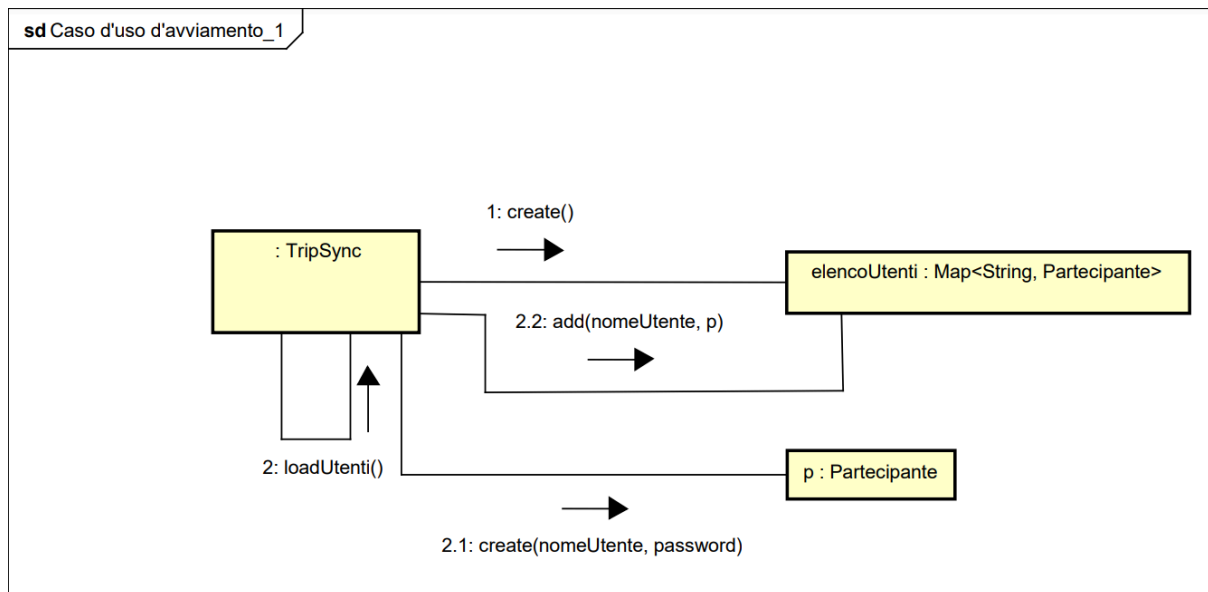 sd Caso d'uso d'avviamento_1
1: create()
: TripSync
elencoUtenti : Map<String, Partecipante>
2.2: add(nomeUtente, p)
2: loadUtenti()
p : Partecipante
2.1: create(nomeUtente, password)